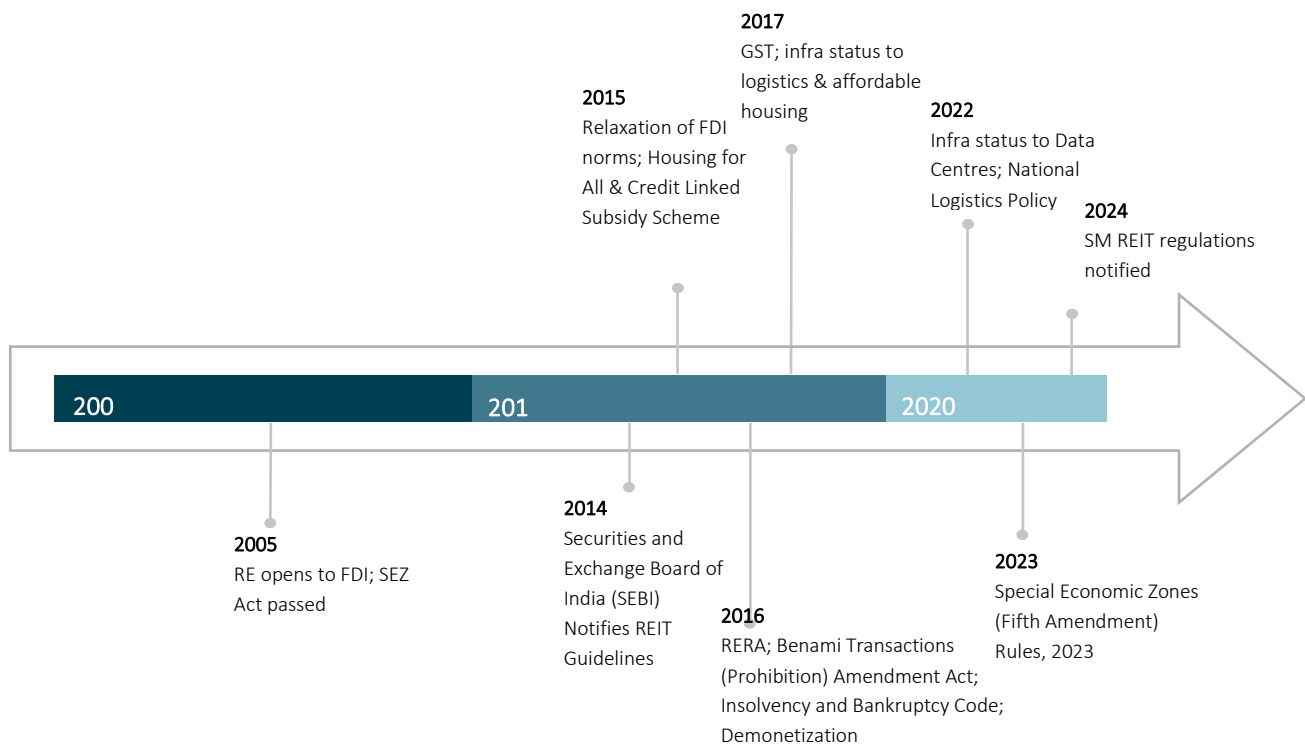 2017
GST; infra status to
logistics & affordable
housing
2015
Relaxation of FDI
norms; Housing for
All & Credit Linked
Subsidy Scheme
2022
Infra status to Data
Centres; National
Logistics Policy
2024
SM REIT regulations
notified
200
201
2020
2005
RE opens to FDI; SEZ
Act passed
2014
Securities and
Exchange Board of
India (SEBI)
Notifies REIT
Guidelines
2016
RERA; Benami Transactions
(Prohibition) Amendment Act;
Insolvency and Bankruptcy Code;
Demonetization
2023
Special Economic Zones
(Fifth Amendment)
Rules, 2023